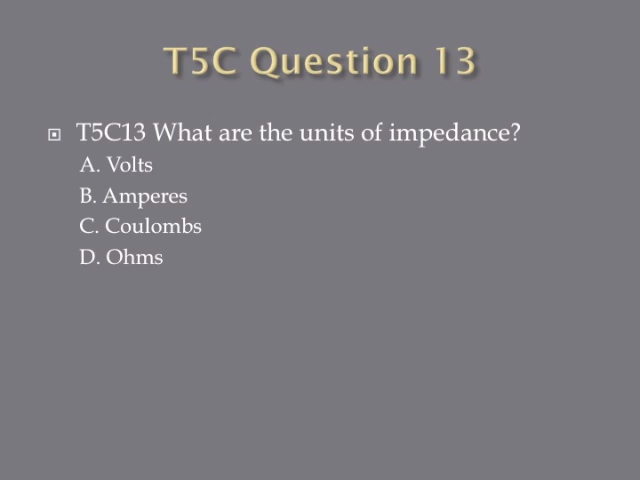 T5C Question 13
T5C13 What are the units of impedance?
A. Volts
B. Amperes
C. Coulombs
D. Ohms